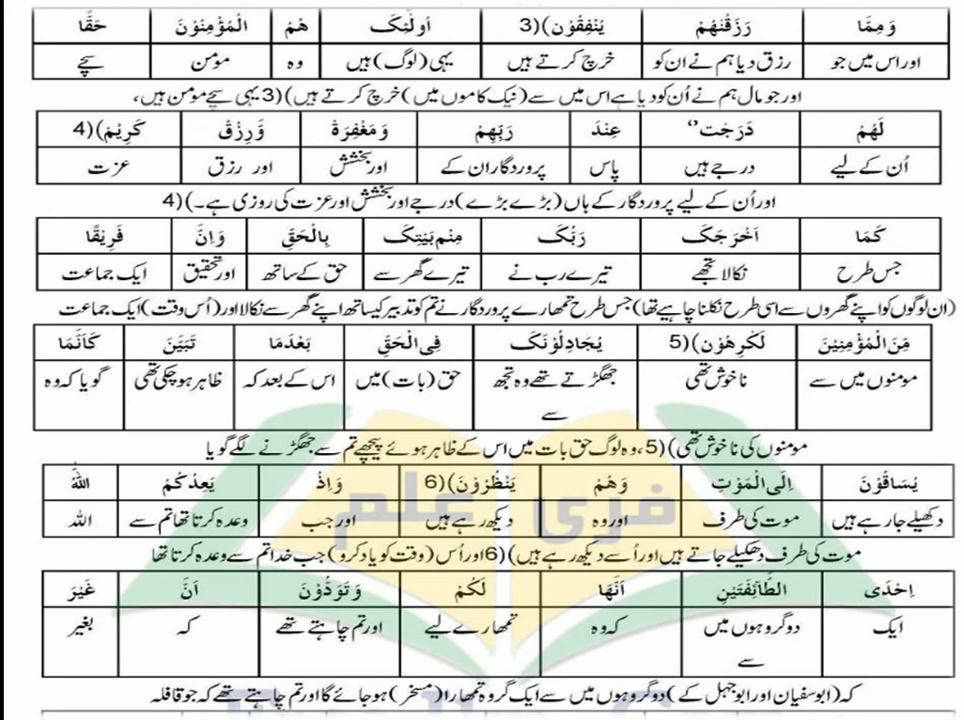 وَمِمَّا رَزَقْنٰهُمْ يُنْفِقُوْنَ)(3 اُولٰٓئِكَ هُمُ الْمُؤْمِنُوْنَ حَقًّا
اور اس میں جو رزق دیا ہم نے ان کو خرچ کرتے ہیں یہی (لوگ) ہیں وہ مومن سچے
اور جو مال ہم نے اُن کو دیا ہے اس میں سے (نیک کاموں میں) خرچ کرتے ہیں)(3 یہی سچے مومن ہیں،
لَهُمْ دَرَجٰتٌ عِنْدَ رَبِّهِمْ وَمَغْفِرَةٌ وَّرِزْقٌ كَرِيْمٌ)(4
اُن کے لیے درجے ہیں پاس پروردگار ان کے اور بخشش اور رزق عزت
اور اُن کے لیے پروردگار کے ہاں (بڑے بڑے) درجے اور بخشش اور عزت کی روزی ہے۔)(4
كَمَا اَخْرَجَكَ رَبُّكَ مِنْۢ بَيْتِكَ بِالْحَقِّ وَاِنَّ فَرِيْقًا
جس طرح نکالا تجھے تیرے رب نے تیرے گھر سے حق کے ساتھ اور تحقیق ایک جماعت
(ان لوگوں کو اپنے گھروں سے اسی طرح نکلنا چاہیے تھا) جس طرح تمھارے پروردگار نے تم کو تدبیر کیساتھ اپنے گھر سے نکالا اور (اُس وقت) ایک جماعت
مِّنَ الْمُؤْمِنِيْنَ لَكٰرِهُوْنَ)(5 يُجَادِلُوْنَكَ فِي الْحَقِّ بَعْدَمَا تَبَيَّنَ كَاَنَّمَا
مومنوں میں سے ناخوش تھی جھگڑتے تھے وہ تجھ سے حق (بات) میں اس کے بعد کہ ظاہر ہوچکی تھی گویا کہ وہ
مومنوں کی ناخوش تھی)(5، وہ لوگ حق بات میں اس کے ظاہر ہوئے پیچھے تم سے جھگڑنے لگے گویا
يُسَاقُوْنَ اِلَى الْمَوْتِ وَهُمْ يَنْظُرُوْنَ)(6 وَاِذْ يَعِدُكُمُ اللّٰهُ
دھکیلے جا رہے ہیں موت کی طرف اور وہ دیکھ رہے ہیں اور جب وعدہ کرتا تھا تم سے اللہ
موت کی طرف دھکیلے جاتے ہیں اور اُسے دیکھ رہے ہیں)(6 اور اُس (وقت کو یاد کرو) جب خدا تم سے وعدہ کرتا تھا
اِحْدَى الطَّآئِفَتَيْنِ اَنَّهَا لَكُمْ وَتَوَدُّوْنَ اَنَّ غَيْرَ
ایک دو گروہوں میں سے کہ وہ تمھارے لیے اور تم چاہتے تھے کہ بغیر
کہ (ابوسفیان اور ابوجہل کے) دو گروہوں میں سے ایک گروہ تمھارا (مسخر) ہوجائے گا اور تم چاہتے تھے کہ جو قافلہ
فری علم